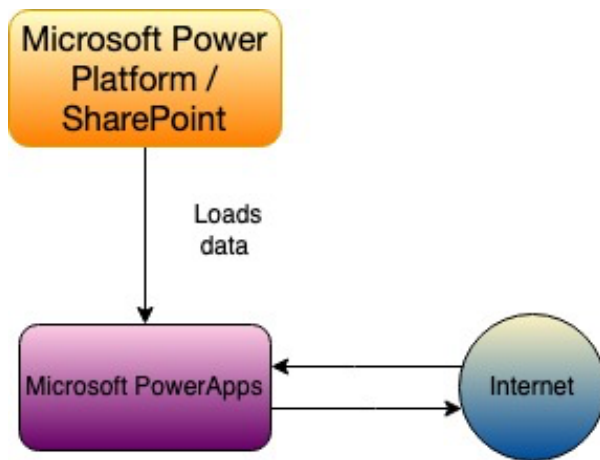 Microsoft Power
Platform /
SharePoint
Loads
data
Microsoft PowerApps
Internet